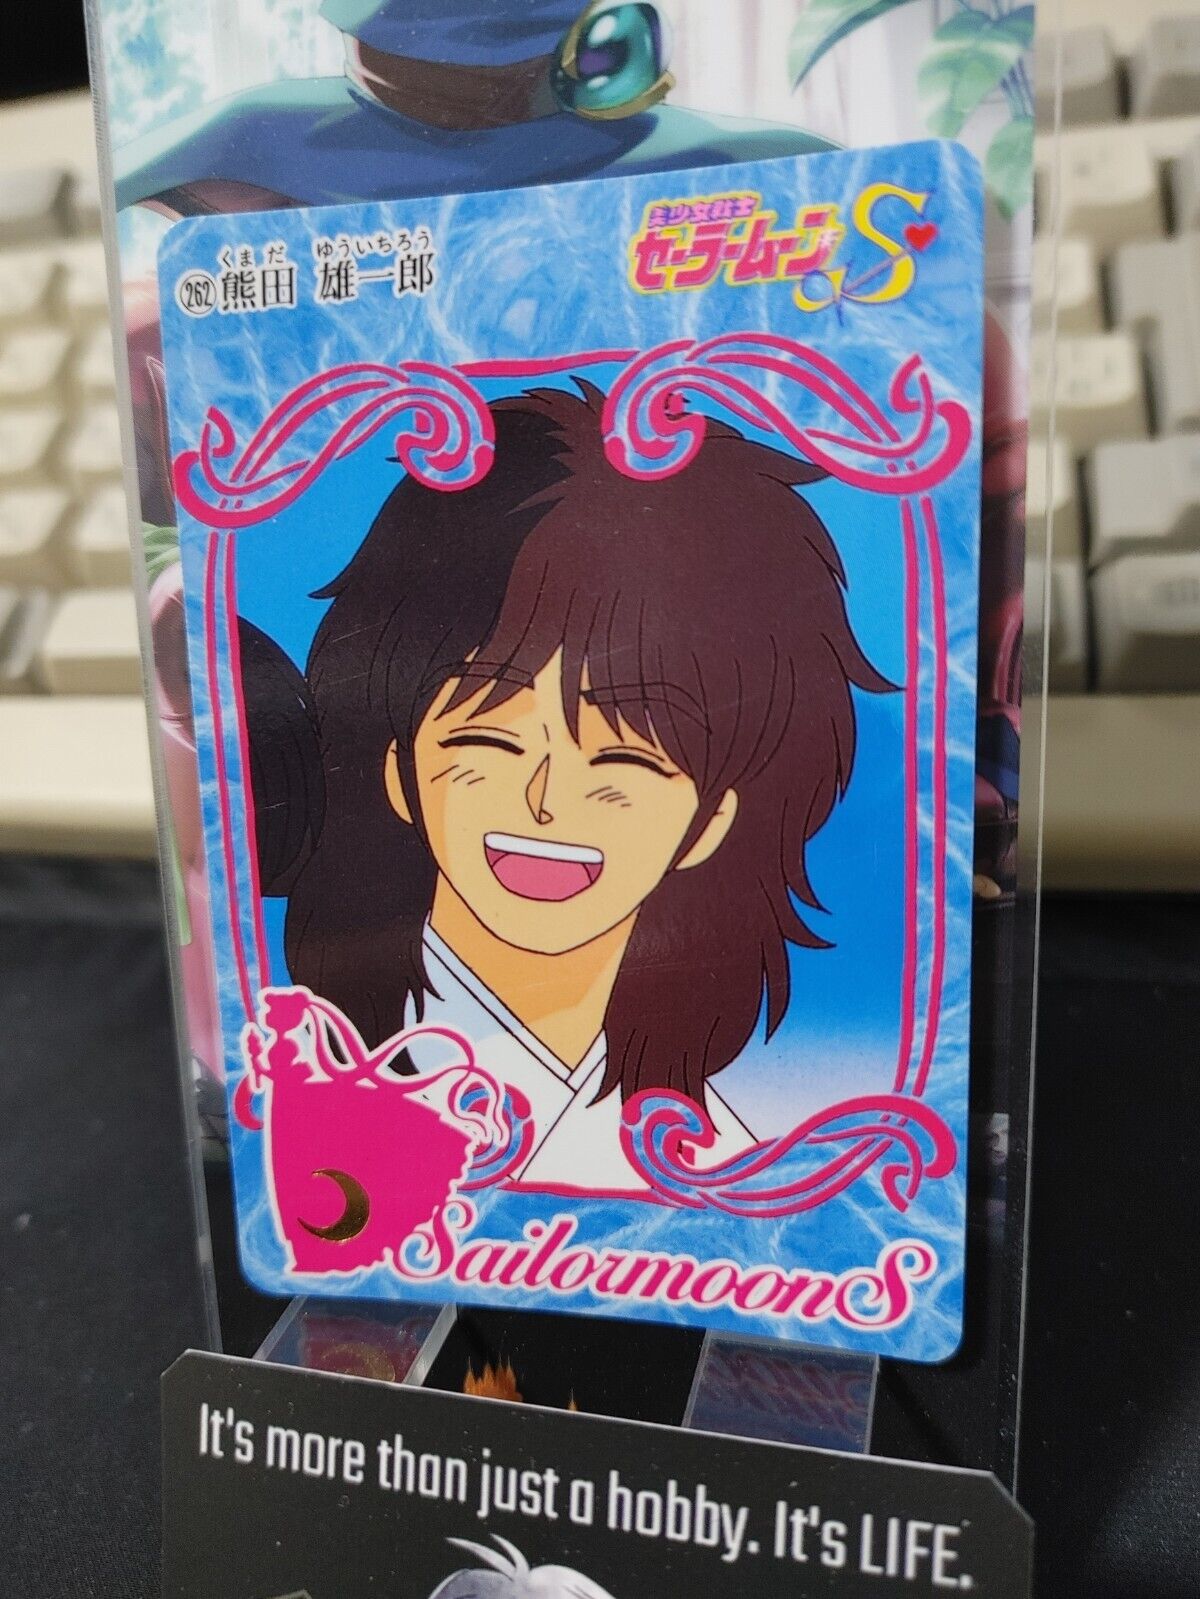 くまだ ゆういちろう
262 熊田 雄一郎
美少女戦士
セーラームーンS
SailormoonS
It's more than just a hobby. It's LIFE.